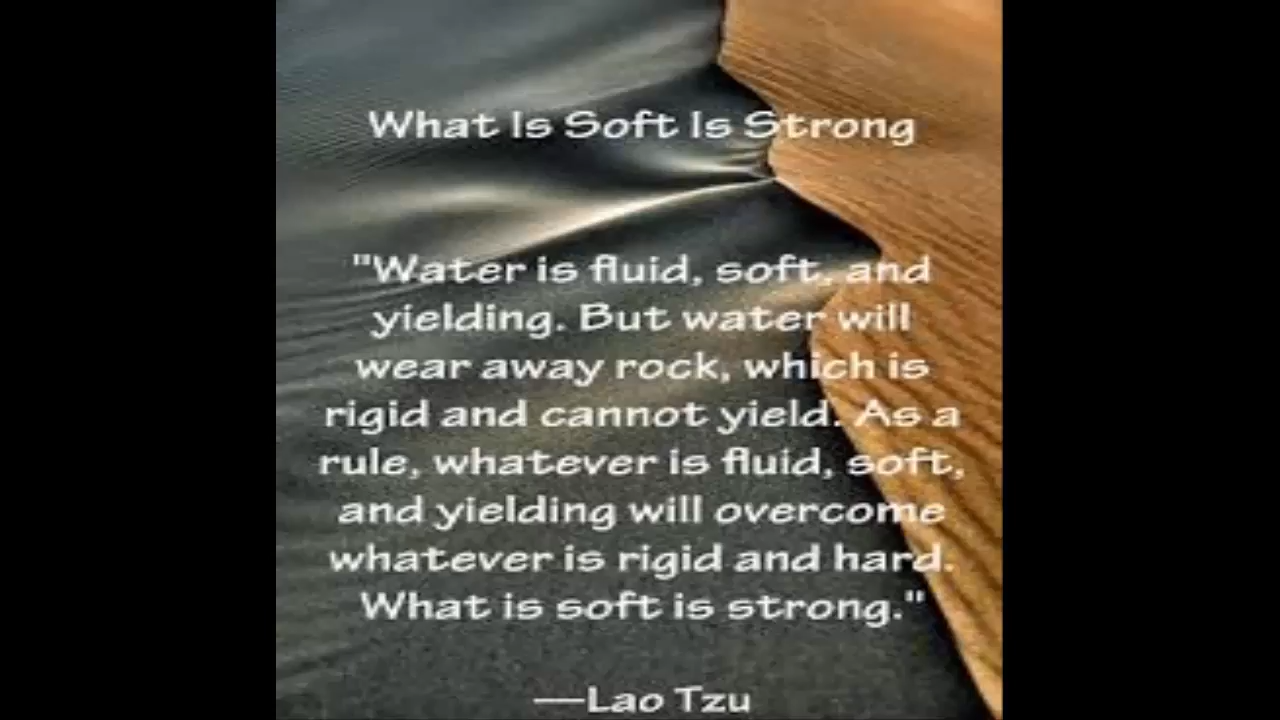 What Is Soft Is Strong
"Water is fluid, soft, and
yielding. But water will
wear away rock, which is
rigid and cannot yield. As a
rule, whatever is fluid, soft,
and yielding will overcome
whatever is rigid and hard.
What is soft is strong."
—Lao Tzu